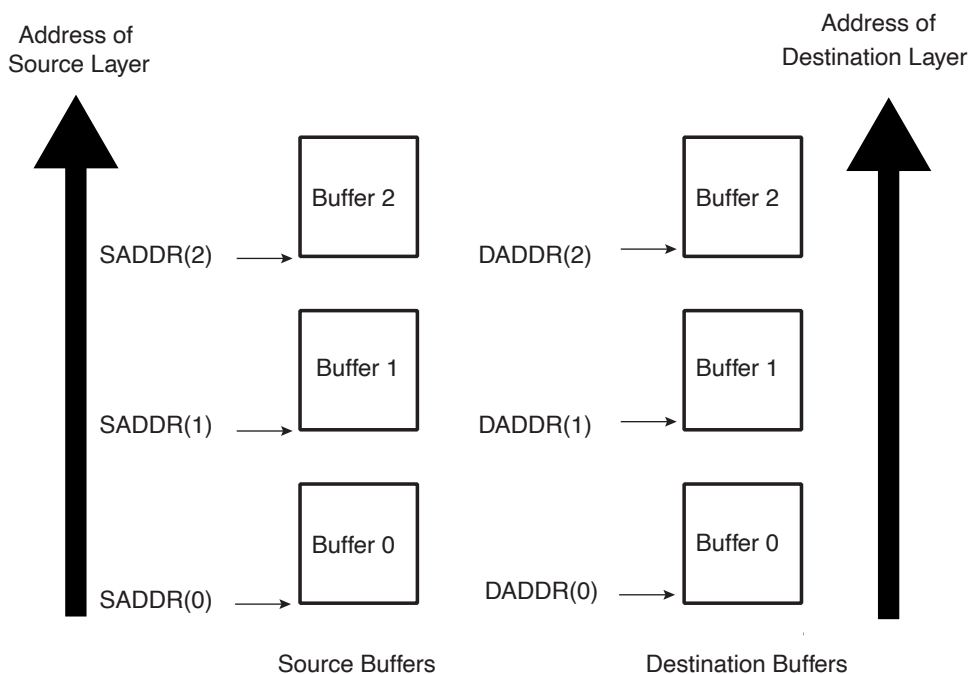 Address of
Source Layer
Address of
Destination Layer
Buffer 2
Buffer 2
SADDR(2)
DADDR(2)
Buffer 1
Buffer 1
SADDR(1)
DADDR(1)
Buffer 0
Buffer 0
SADDR(0)
DADDR(0)
Source Buffers
Destination Buffers